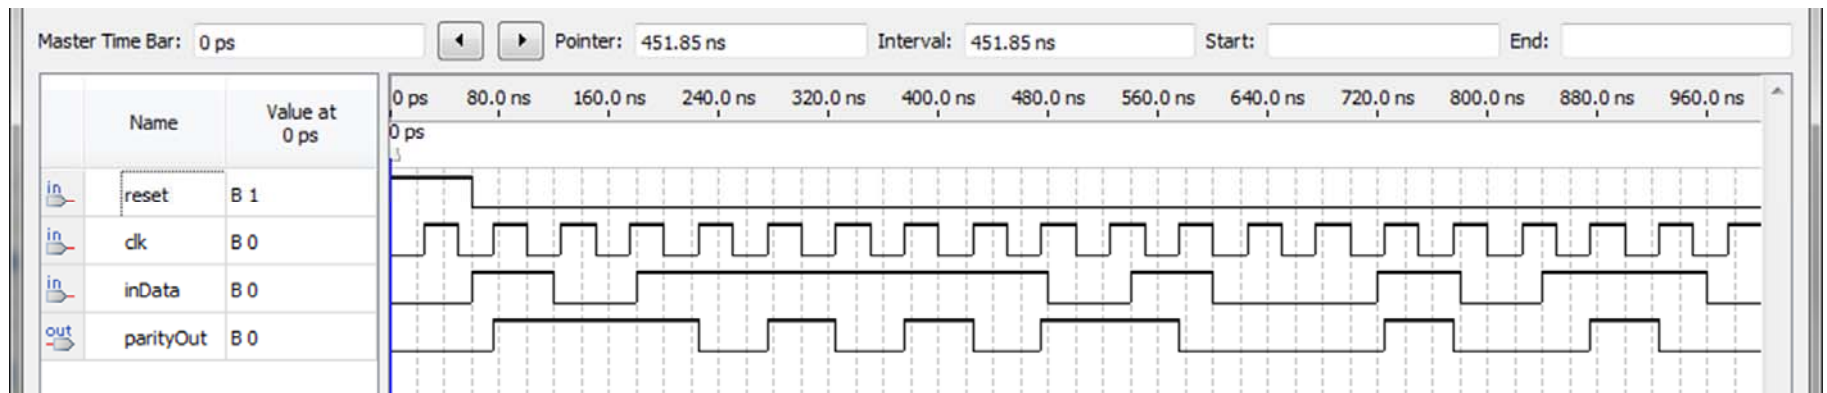 Master Time Bar: 0 ps Pointer: 451.85 ns Interval: 451.85 ns Start: End:
Name Value at 0 ps
0 ps 80.0 ns 160.0 ns 240.0 ns 320.0 ns 400.0 ns 480.0 ns 560.0 ns 640.0 ns 720.0 ns 800.0 ns 880.0 ns 960.0 ns
0 ps
in reset B 1
in clk B 0
in inData B 0
out parityOut B 0